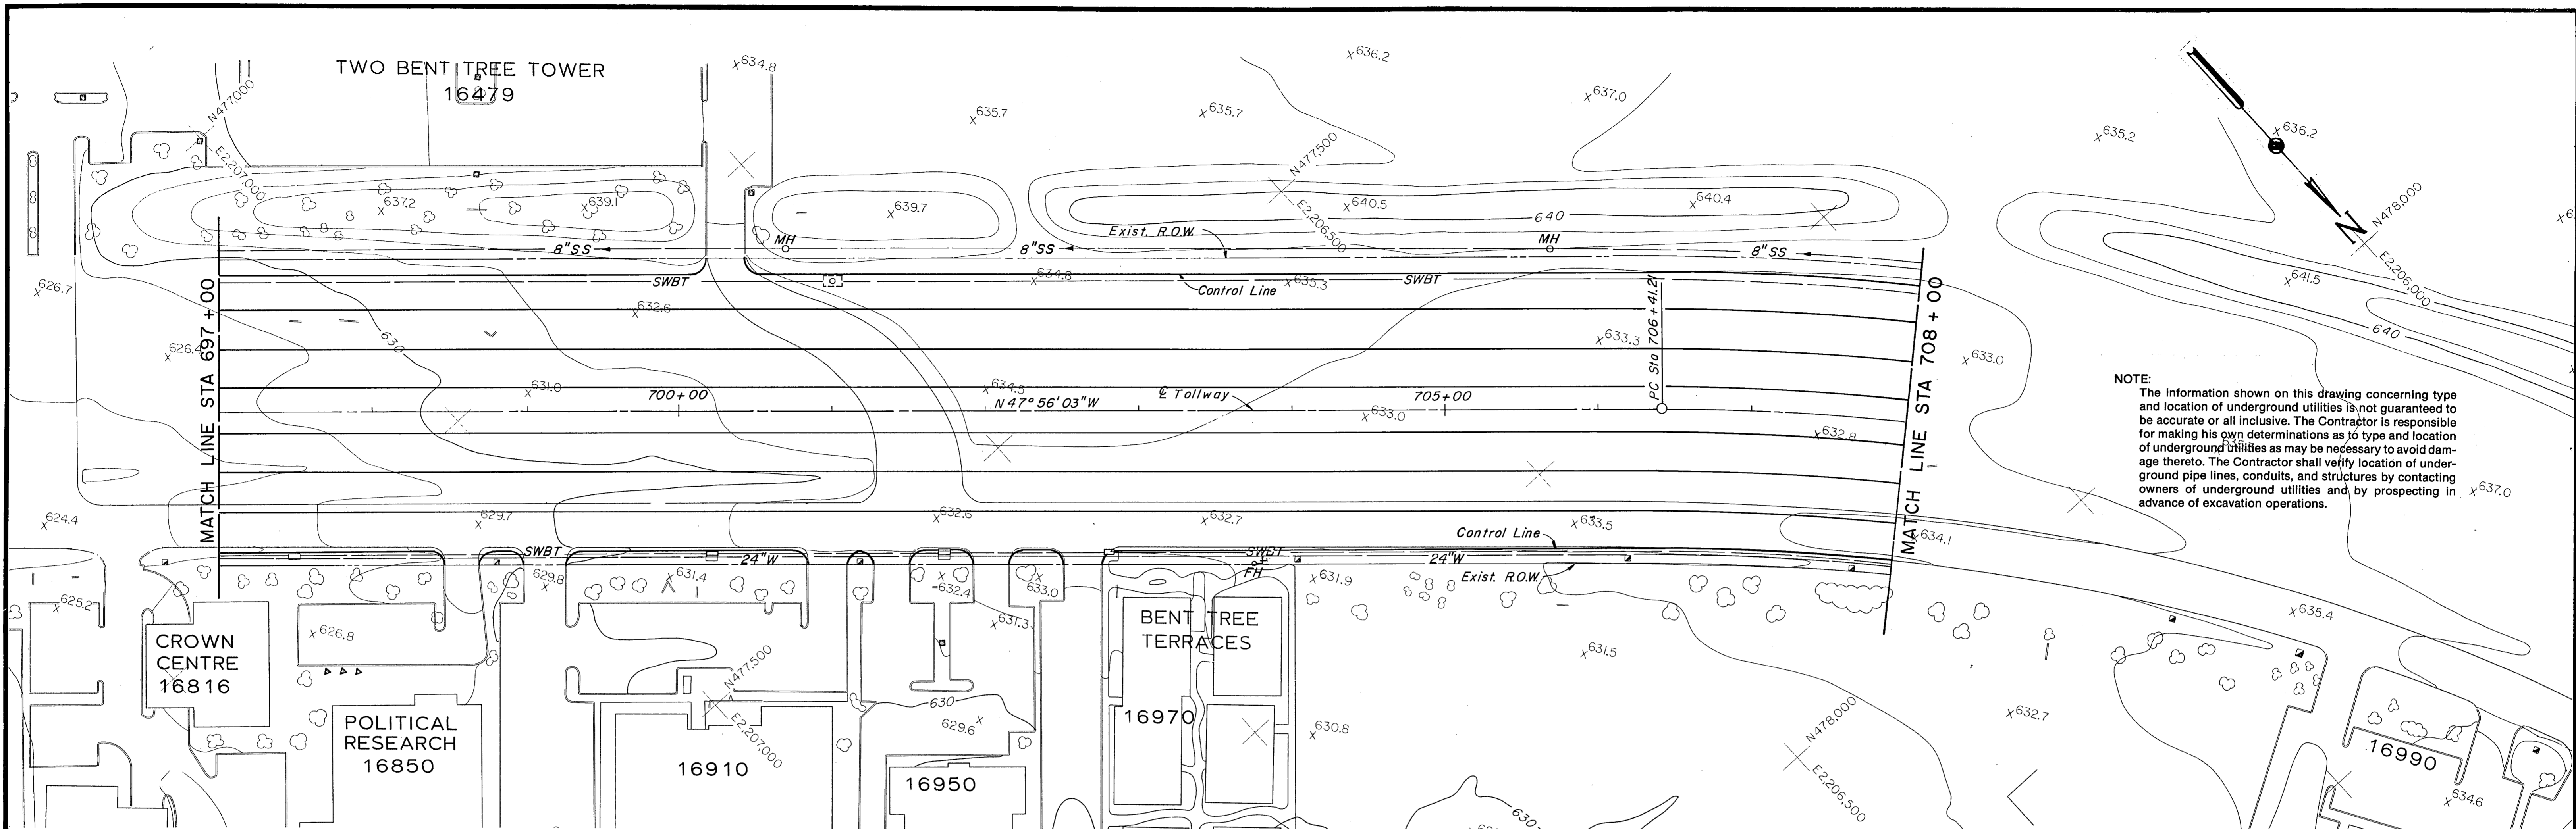 TWO BENT TREE TOWER
16479
634.8
636.2
637.0
635.7
635.7
635.2
636.2
N477,000
E2,207,000
N477,500
E2,206,500
N
N478,000
E2,206,000
637.2
639.1
639.7
640.5
640
640.4
641.5
640
MH
8"SS
8"SS
Exist. R.O.W.
MH
8"SS
SWBT
634.8
Control Line
635.3
SWBT
626.7
632.6
630
626.4
633.3
633.0
MATCH LINE STA 697+00
PC Sta 706+41.21
MATCH LINE STA 708+00
631.0
700+00
634.5
N 47° 56' 03" W
℄ Tollway
633.0
705+00
632.8
NOTE:
The information shown on this drawing concerning type
and location of underground utilities is not guaranteed to
be accurate or all inclusive. The Contractor is responsible
for making his own determinations as to type and location
of underground utilities as may be necessary to avoid dam-
age thereto. The Contractor shall verify location of under-
ground pipe lines, conduits, and structures by contacting
owners of underground utilities and by prospecting in
advance of excavation operations.
637.0
624.4
629.7
632.6
632.7
633.5
634.1
Control Line
SWBT
24"W
SWBT
FH
24"W
Exist. R.O.W.
625.2
629.8
631.4
632.4
633.0
631.9
635.4
626.8
631.3
631.5
CROWN
CENTRE
16816
BENT TREE
TERRACES
POLITICAL
RESEARCH
16850
N477,500
E2,207,000
16910
630
629.6
16950
16970
630.8
N478,000
E2,206,500
632.7
16990
634.6
630